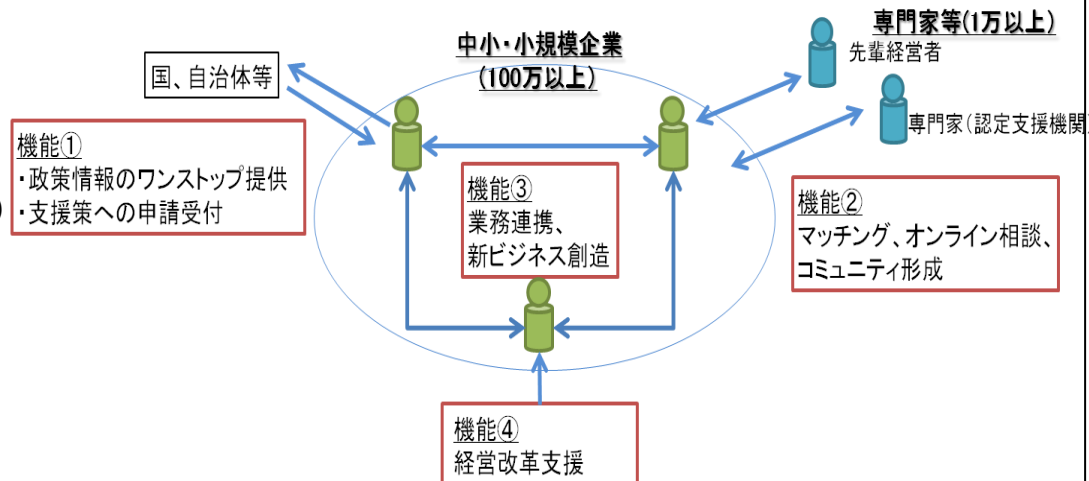 中小・小規模企業
(100万以上)
専門家等(1万以上)
先輩経営者
専門家(認定支援機関
国、自治体等
機能①
・政策情報のワンストップ提供
・支援策への申請受付
)
機能③
業務連携、
新ビジネス創造
機能②
マッチング、オンライン相談、
コミュニティ形成
機能④
経営改革支援